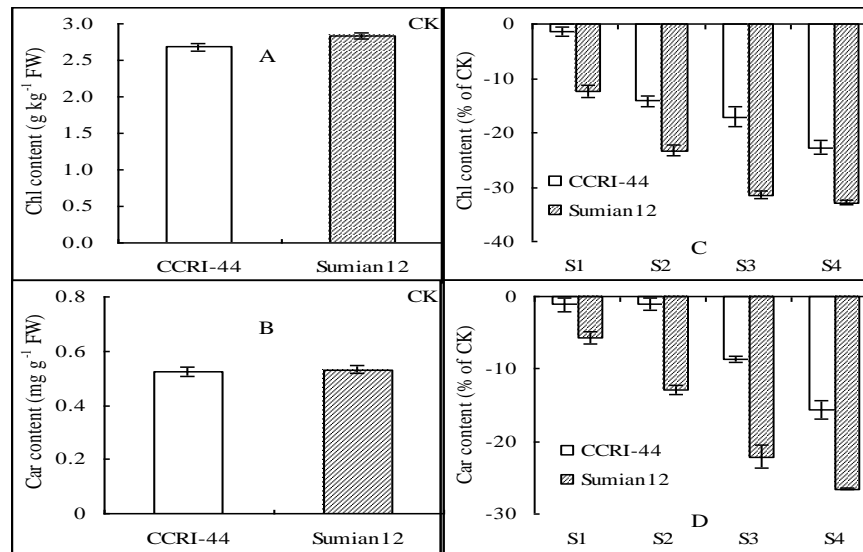 Chl content (g kg-1 FW)
3.0
2.5
2.0
1.5
1.0
0.5
0.0
CK
A
CCRI-44 Sumian12
Chl content (% of CK)
0
-10
-20
-30
-40
CCRI-44
Sumian12
C
S1 S2 S3 S4
Car content (mg g-1 FW)
0.8
0.6
0.4
0.2
0
CK
B
CCRI-44 Sumian12
Car content (% of CK)
0
-10
-20
-30
CCRI-44
Sumian12
D
S1 S2 S3 S4